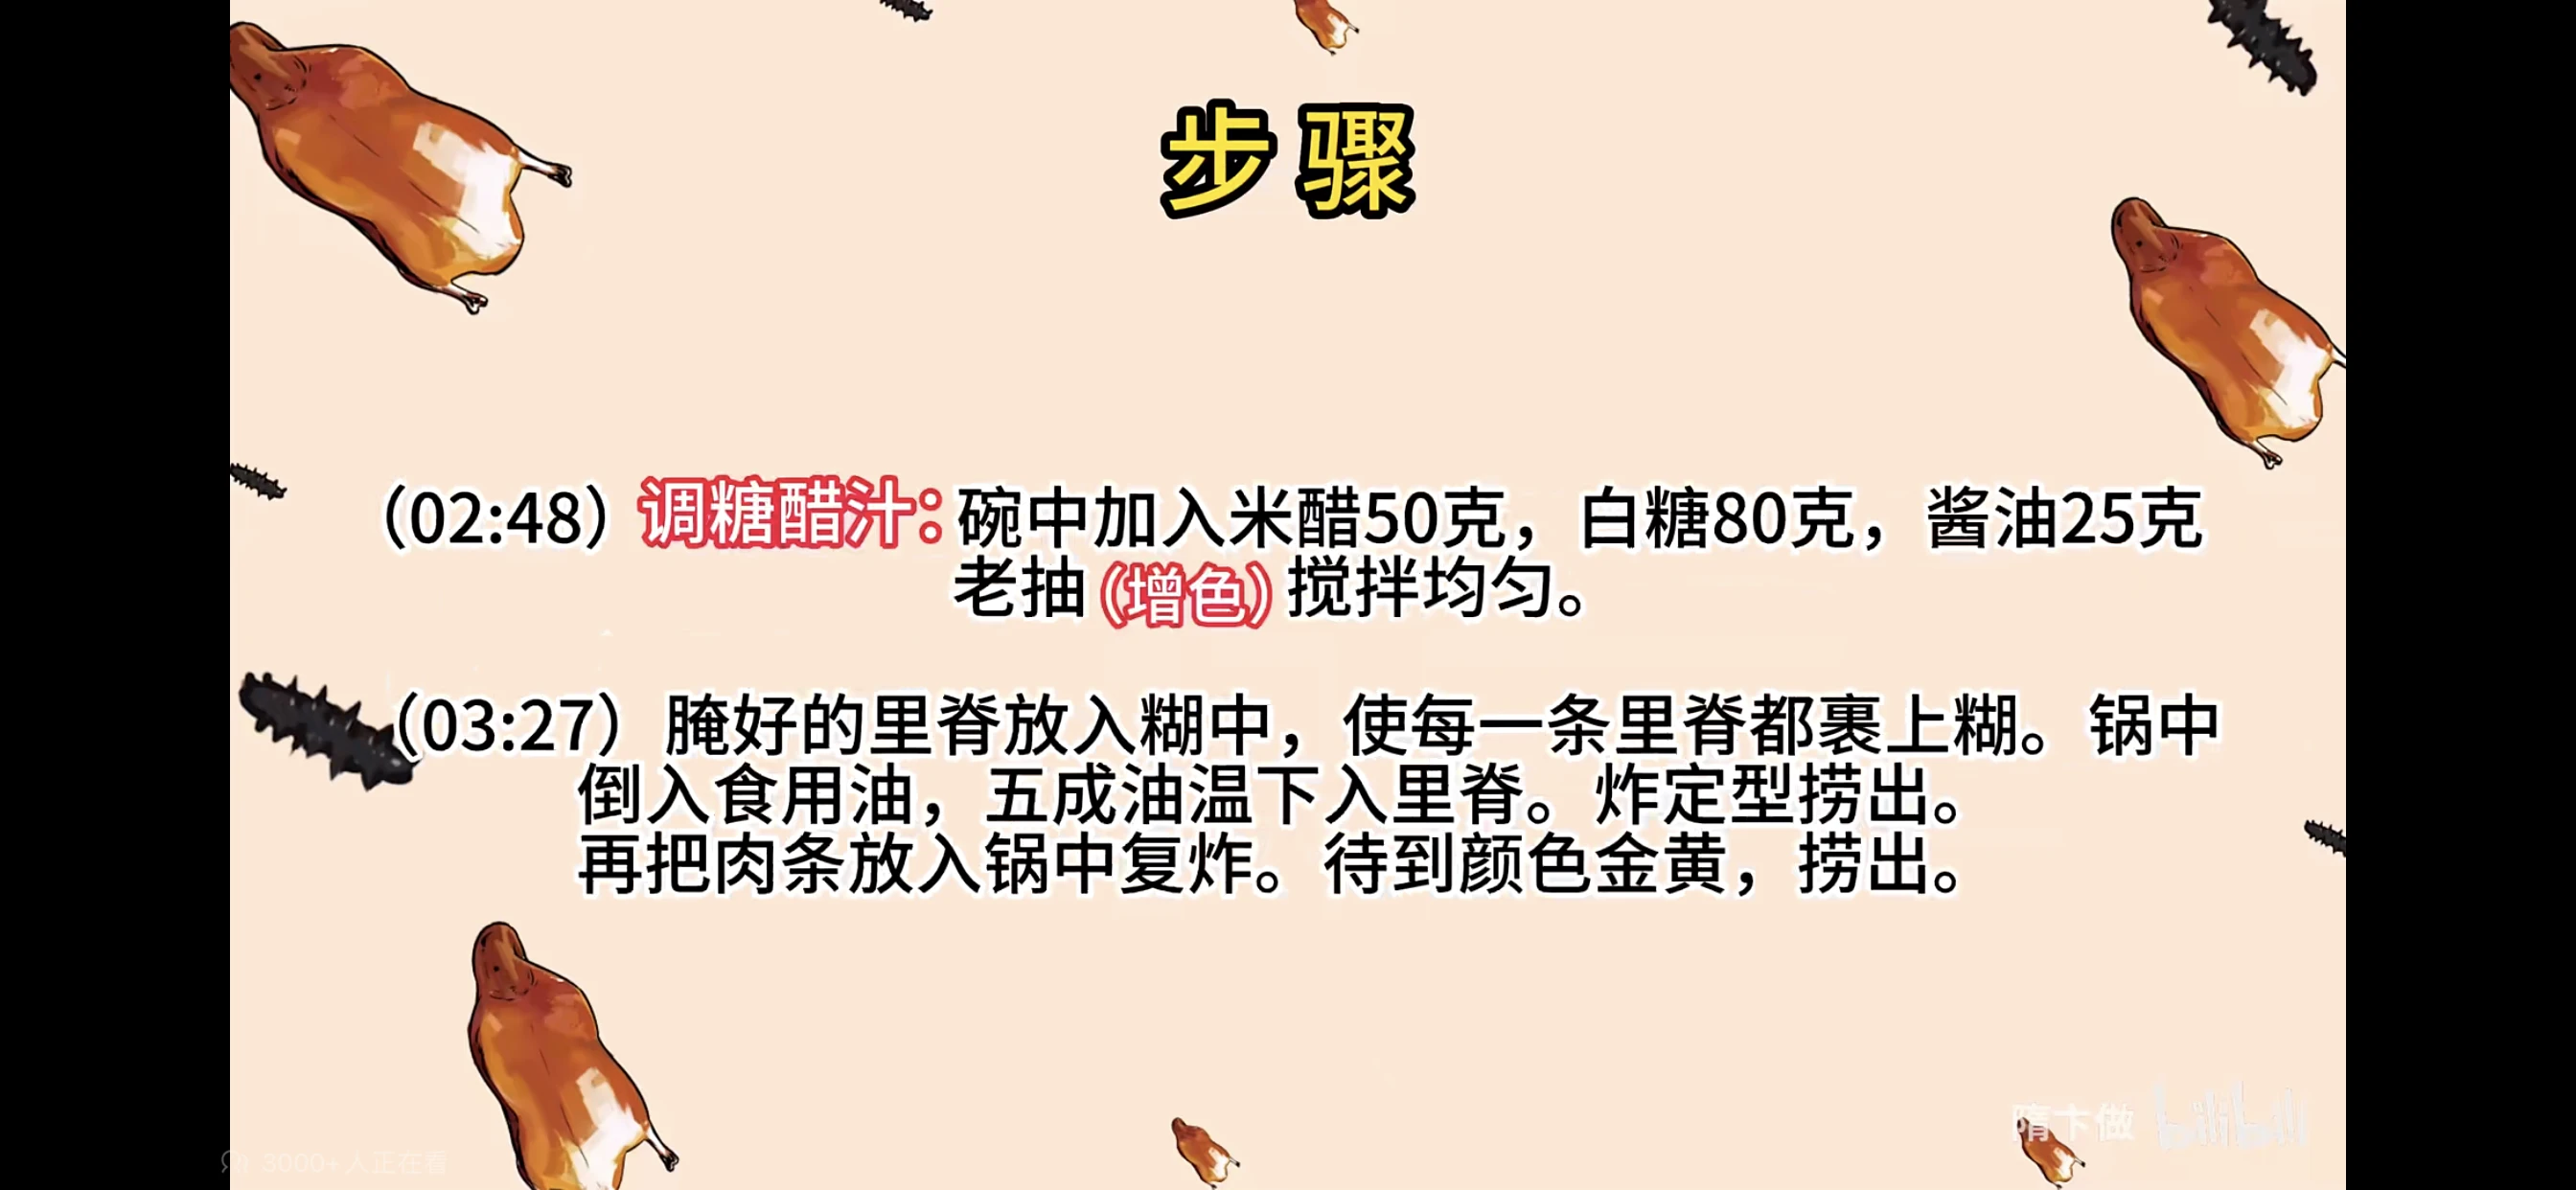 步骤
（02:48）调糖醋汁：碗中加入米醋50克，白糖80克，酱油25克
老抽（增色）搅拌均匀。
（03:27）腌好的里脊放入糊中，使每一条里脊都裹上糊。锅中
倒入食用油，五成油温下入里脊。炸定型捞出。
再把肉条放入锅中复炸。待到颜色金黄，捞出。
隋卞做 bilibili
3000+人正在看